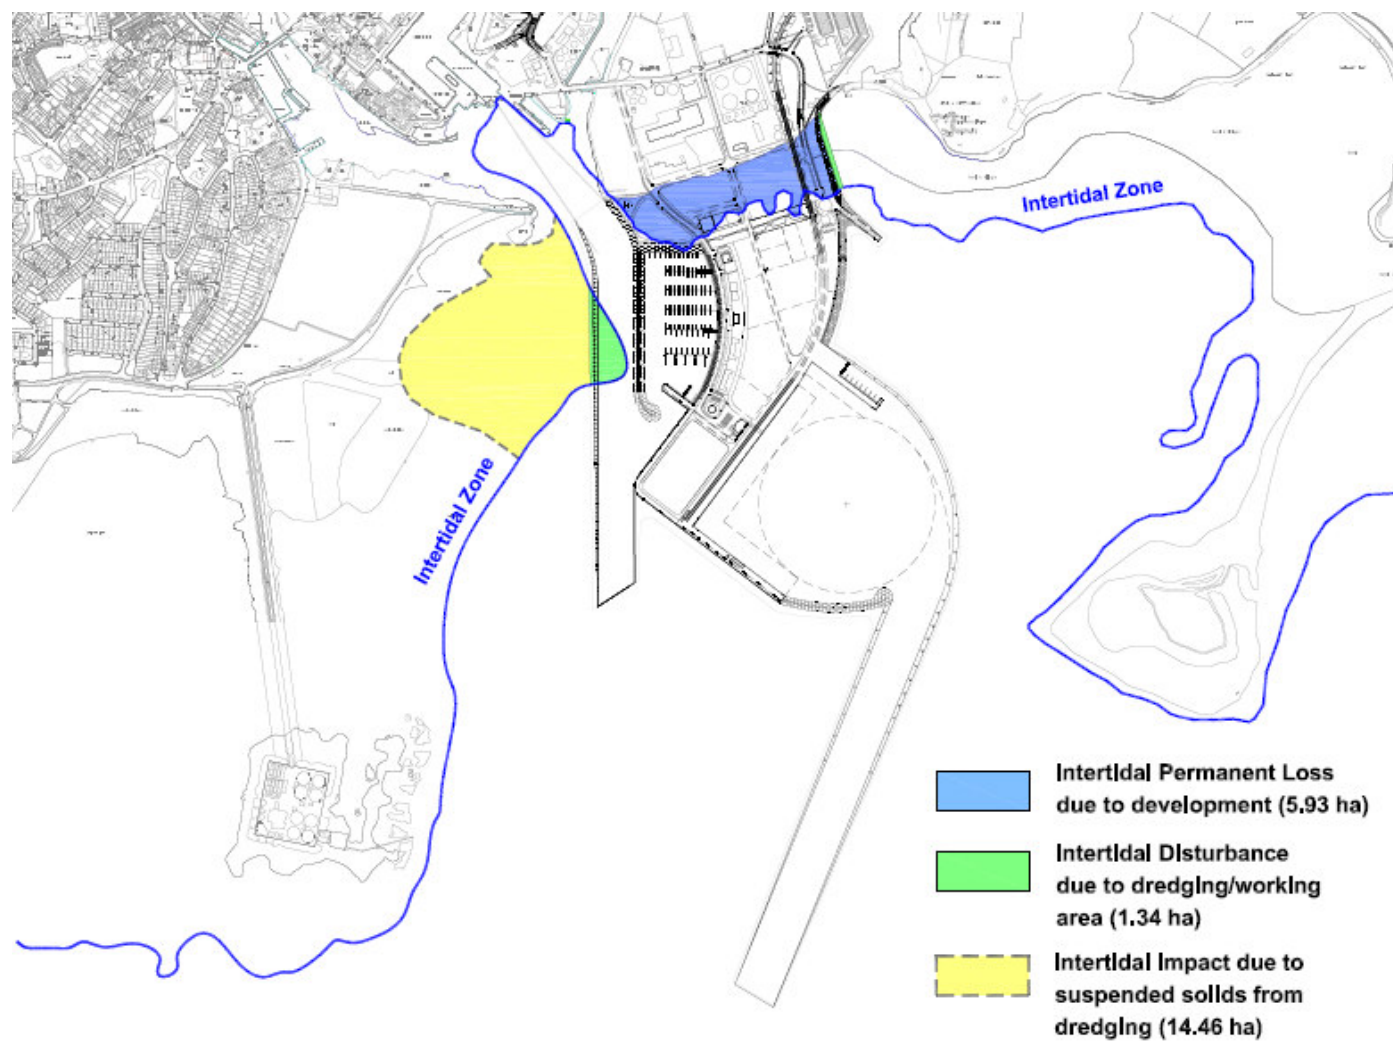 Intertidal Zone
Intertidal Zone
Intertidal Permanent Loss
due to development (5.93 ha)
Intertidal Disturbance
due to dredging/working
area (1.34 ha)
Intertidal Impact due to
suspended solids from
dredging (14.46 ha)